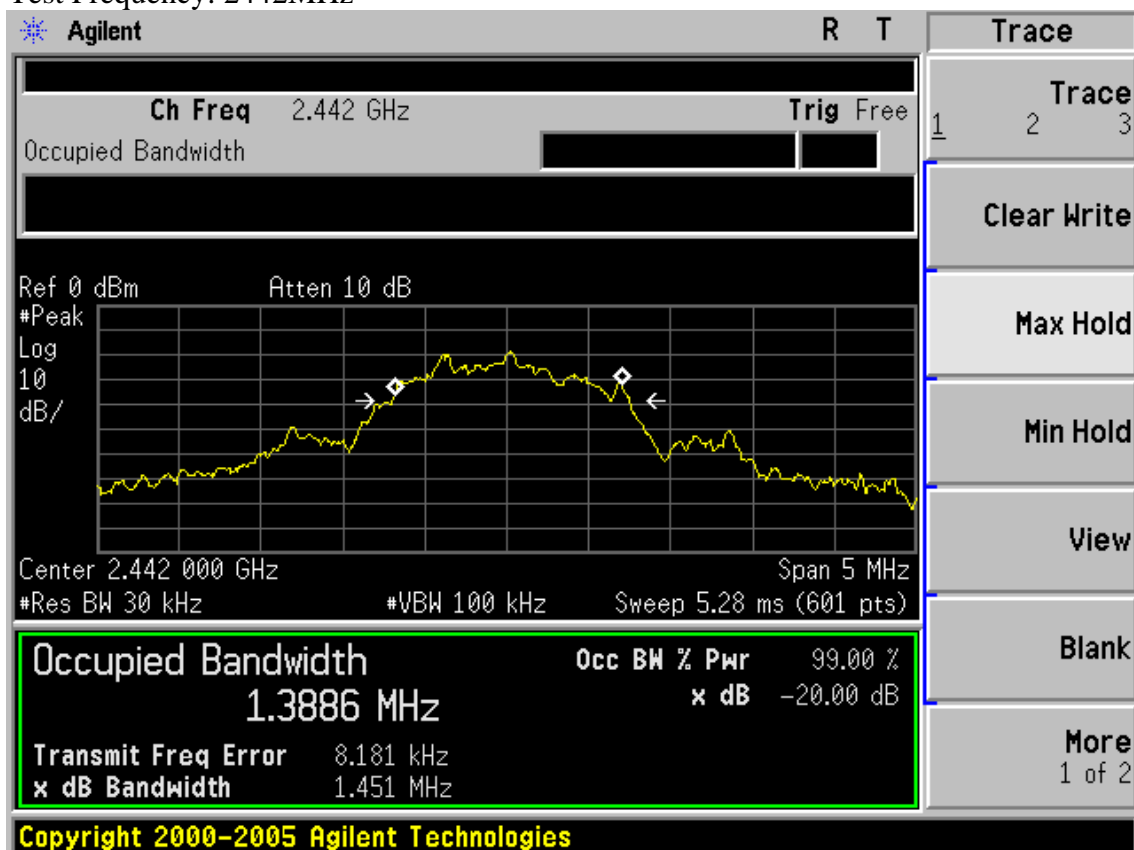 Test Frequency: 2442MHz
Agilent R T Trace
Ch Freq 2.442 GHz Trig Free
Occupied Bandwidth
Trace
1 2 3
Clear Write
Max Hold
Min Hold
View
Blank
More
1 of 2
Ref 0 dBm Atten 10 dB
#Peak
Log
10
dB/
Center 2.442 000 GHz Span 5 MHz
#Res BW 30 kHz #VBW 100 kHz Sweep 5.28 ms (601 pts)
Occupied Bandwidth Occ BW % Pwr 99.00 %
1.3886 MHz x dB -20.00 dB
Transmit Freq Error 8.181 kHz
x dB Bandwidth 1.451 MHz
Copyright 2000-2005 Agilent Technologies